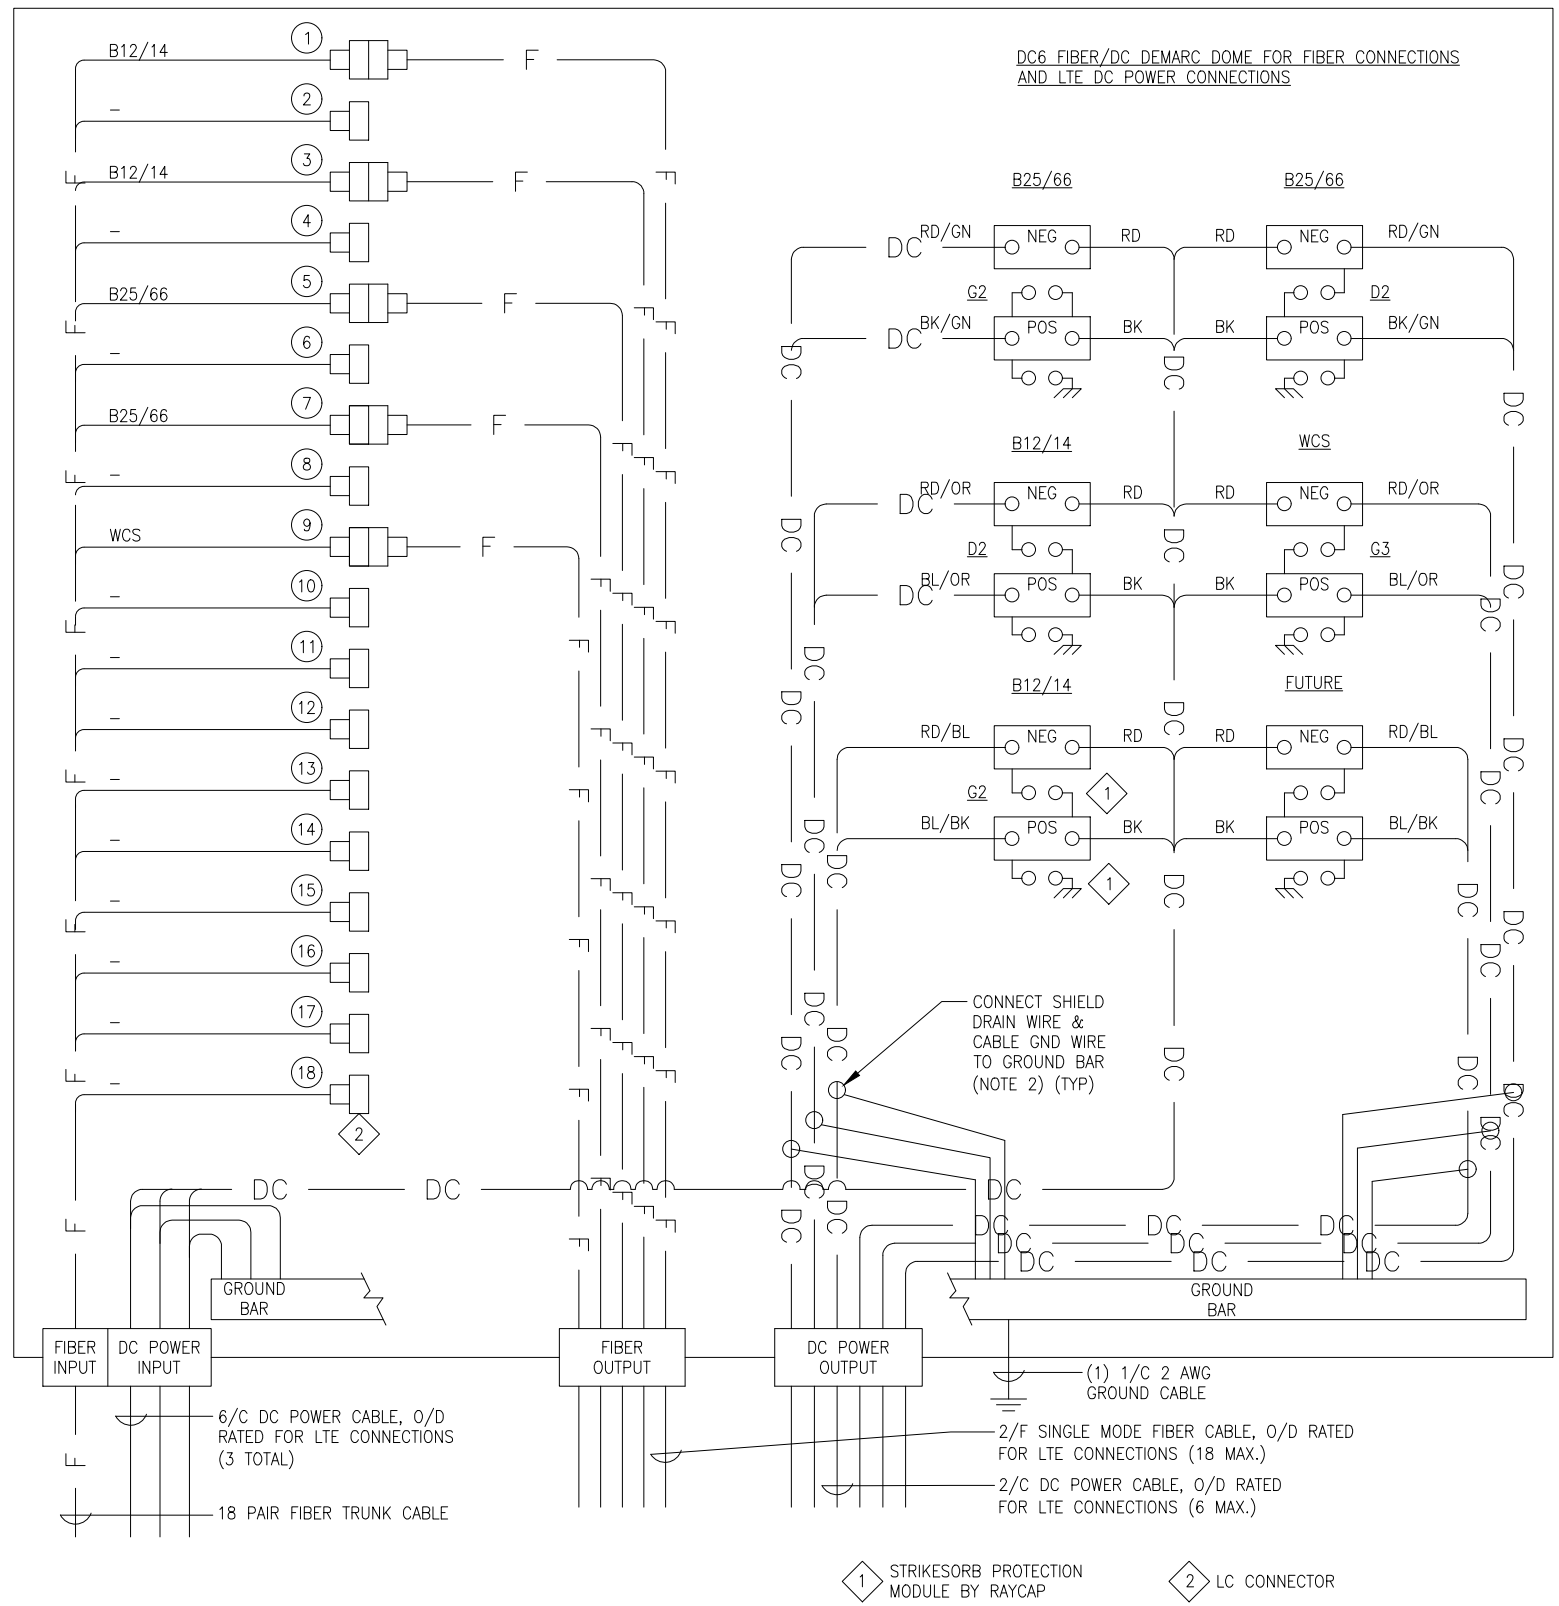 DC6 FIBER/DC DEMARC DOME FOR FIBER CONNECTIONS
AND LTE DC POWER CONNECTIONS
B12/14
1
F
–
2
B12/14
3
F
–
4
B25/66
5
F
–
6
B25/66
7
F
–
8
WCS
9
F
–
10
–
11
–
12
–
13
–
14
–
15
–
16
–
17
–
18
2
B25/66
DC
RD/GN
NEG
RD
G2
DC
BK/GN
POS
BK
B25/66
RD
NEG
RD/GN
D2
BK
POS
BK/GN
B12/14
DC
RD/OR
NEG
RD
D2
DC
BL/OR
POS
BK
WCS
RD
NEG
RD/OR
G3
BK
POS
BL/OR
B12/14
RD/BL
NEG
RD
G2
1
BL/BK
POS
BK
1
FUTURE
RD
NEG
RD/BL
BK
POS
BL/BK
CONNECT SHIELD
DRAIN WIRE &
CABLE GND WIRE
TO GROUND BAR
(NOTE 2) (TYP)
DC DC DC
DC DC DC
DC DC DC
DC DC DC
GROUND
BAR
GROUND
BAR
FIBER
INPUT
DC POWER
INPUT
FIBER
OUTPUT
DC POWER
OUTPUT
(1) 1/C 2 AWG
GROUND CABLE
6/C DC POWER CABLE, O/D
RATED FOR LTE CONNECTIONS
(3 TOTAL)
2/F SINGLE MODE FIBER CABLE, O/D RATED
FOR LTE CONNECTIONS (18 MAX.)
2/C DC POWER CABLE, O/D RATED
FOR LTE CONNECTIONS (6 MAX.)
18 PAIR FIBER TRUNK CABLE
1
STRIKESORB PROTECTION
MODULE BY RAYCAP
2
LC CONNECTOR